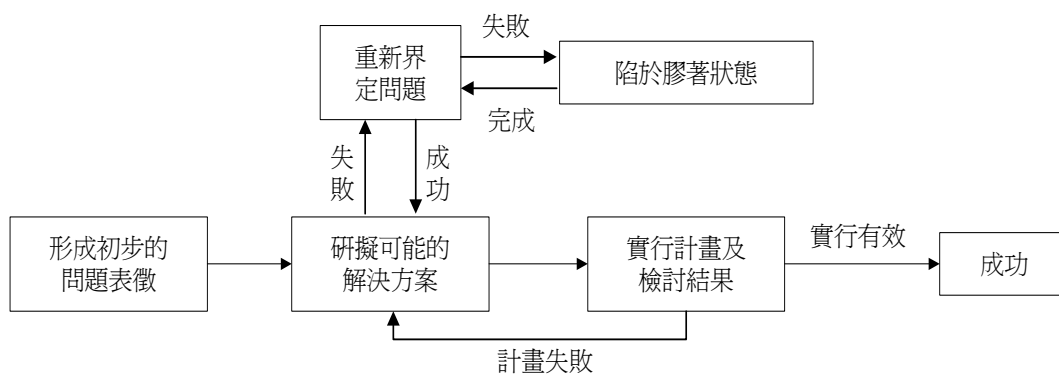 失敗
重新界
定問題
陷於膠著狀態
完成
失敗
成功
形成初步的
問題表徵
研擬可能的
解決方案
實行計畫及
檢討結果
實行有效
成功
計畫失敗